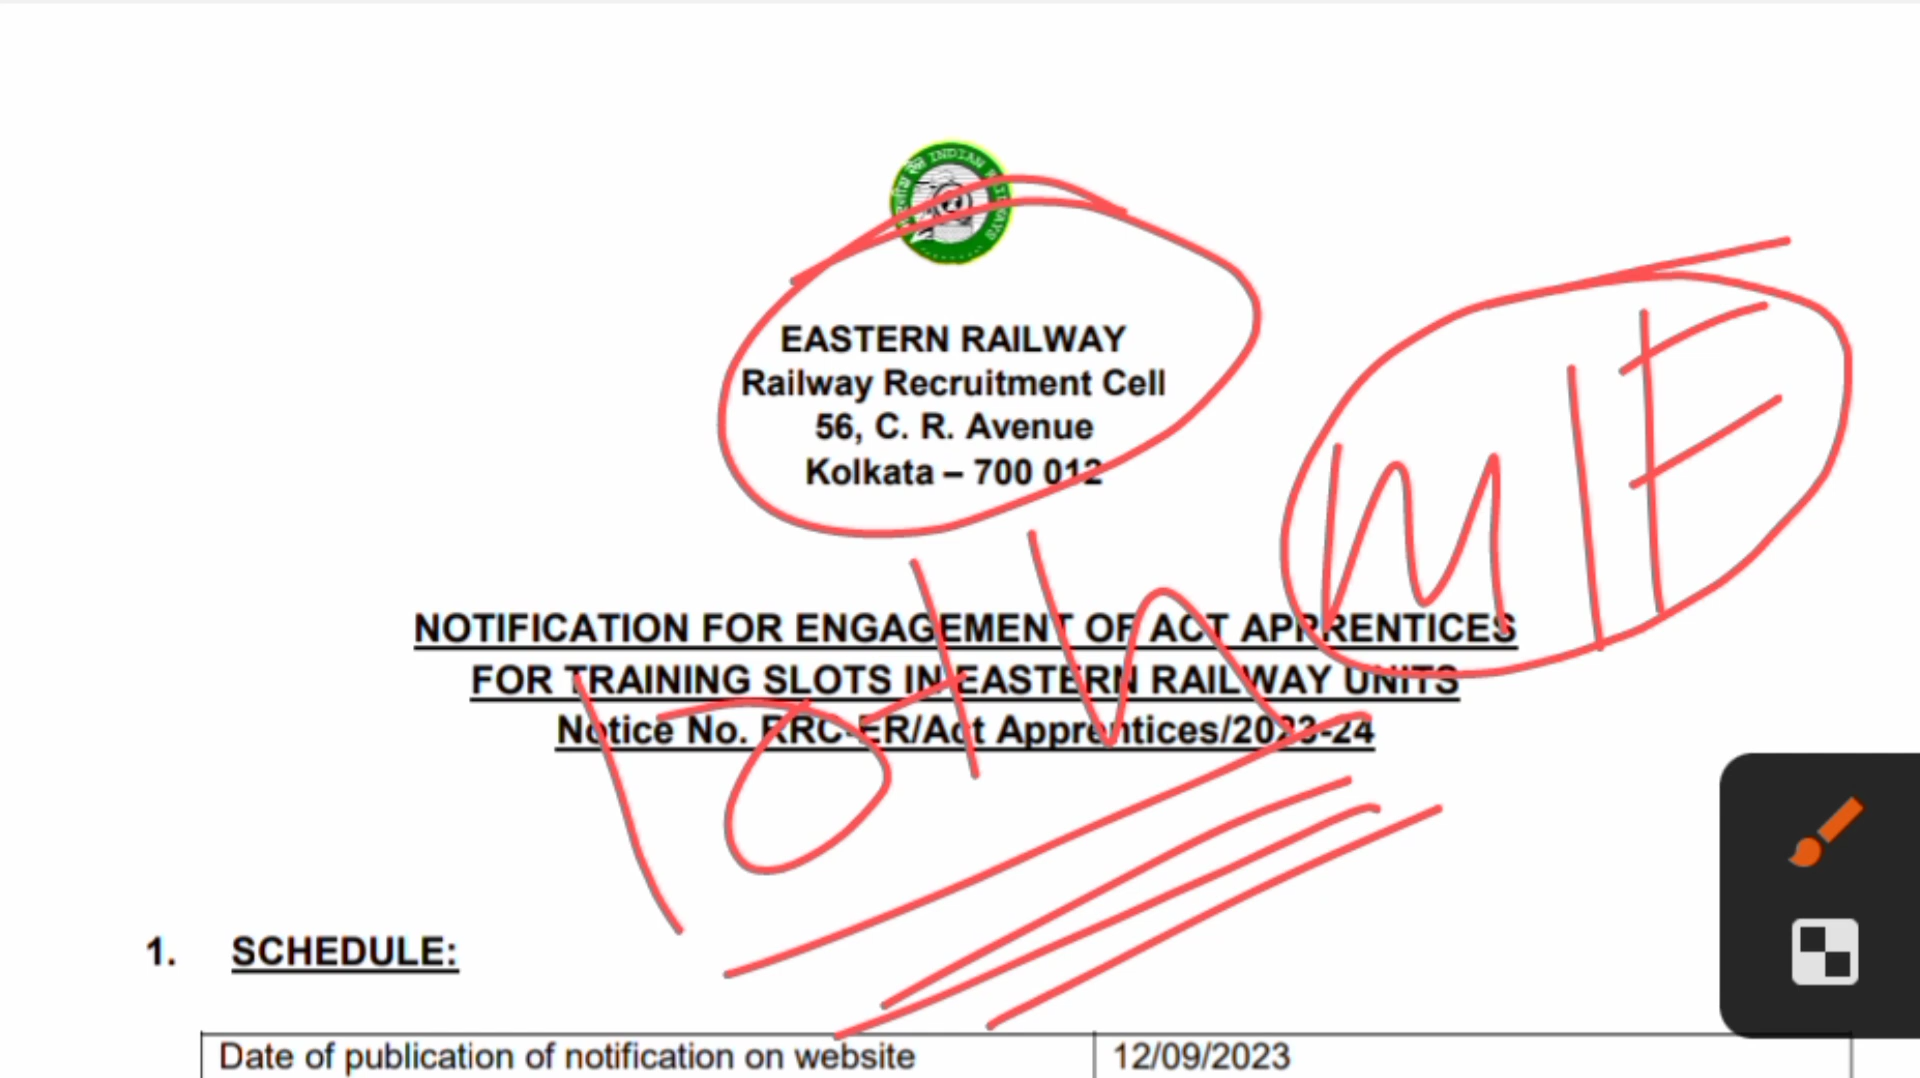 INDIAN RAILWAYS
EASTERN RAILWAY
Railway Recruitment Cell
56, C. R. Avenue
Kolkata – 700 012
M/F
10th
NOTIFICATION FOR ENGAGEMENT OF ACT APPRENTICES
FOR TRAINING SLOTS IN EASTERN RAILWAY UNITS
Notice No. RRC-ER/Act Apprentices/2023-24
1. SCHEDULE:
Date of publication of notification on website 12/09/2023